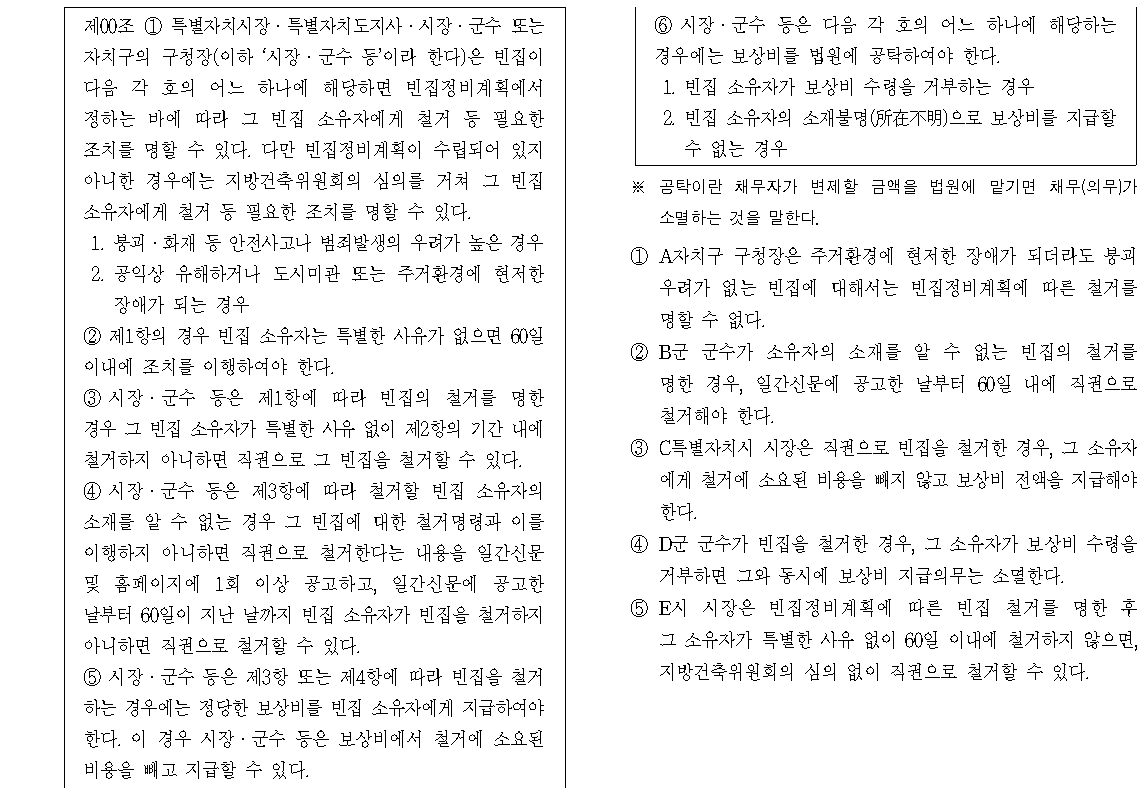 제00조 ① 특별자치시장·특별자치도지사·시장·군수 또는
자치구의 구청장(이하 '시장·군수 등'이라 한다)은 빈집이
다음 각 호의 어느 하나에 해당하면 빈집정비계획에서
정하는 바에 따라 그 빈집 소유자에게 철거 등 필요한
조치를 명할 수 있다. 다만 빈집정비계획이 수립되어 있지
아니한 경우에는 지방건축위원회의 심의를 거쳐 그 빈집
소유자에게 철거 등 필요한 조치를 명할 수 있다.
1. 붕괴·화재 등 안전사고나 범죄발생의 우려가 높은 경우
2. 공익상 유해하거나 도시미관 또는 주거환경에 현저한
장애가 되는 경우
② 제1항의 경우 빈집 소유자는 특별한 사유가 없으면 60일
이내에 조치를 이행하여야 한다.
③ 시장·군수 등은 제1항에 따라 빈집의 철거를 명한
경우 그 빈집 소유자가 특별한 사유 없이 제2항의 기간 내에
철거하지 아니하면 직권으로 그 빈집을 철거할 수 있다.
④ 시장·군수 등은 제3항에 따라 철거할 빈집 소유자의
소재를 알 수 없는 경우 그 빈집에 대한 철거명령과 이를
이행하지 아니하면 직권으로 철거한다는 내용을 일간신문
및 홈페이지에 1회 이상 공고하고, 일간신문에 공고한
날부터 60일이 지난 날까지 빈집 소유자가 빈집을 철거하지
아니하면 직권으로 철거할 수 있다.
⑤ 시장·군수 등은 제3항 또는 제4항에 따라 빈집을 철거
하는 경우에는 정당한 보상비를 빈집 소유자에게 지급하여야
한다. 이 경우 시장·군수 등은 보상비에서 철거에 소요된
비용을 빼고 지급할 수 있다.
⑥ 시장·군수 등은 다음 각 호의 어느 하나에 해당하는
경우에는 보상비를 법원에 공탁하여야 한다.
1. 빈집 소유자가 보상비 수령을 거부하는 경우
2. 빈집 소유자의 소재불명(所在不明)으로 보상비를 지급할
수 없는 경우
※ 공탁이란 채무자가 변제할 금액을 법원에 맡기면 채무(의무)가
소멸하는 것을 말한다.
① A자치구 구청장은 주거환경에 현저한 장애가 되더라도 붕괴
우려가 없는 빈집에 대해서는 빈집정비계획에 따른 철거를
명할 수 없다.
② B군 군수가 소유자의 소재를 알 수 없는 빈집의 철거를
명한 경우, 일간신문에 공고한 날부터 60일 내에 직권으로
철거해야 한다.
③ C특별자치시 시장은 직권으로 빈집을 철거한 경우, 그 소유자
에게 철거에 소요된 비용을 빼지 않고 보상비 전액을 지급해야
한다.
④ D군 군수가 빈집을 철거한 경우, 그 소유자가 보상비 수령을
거부하면 그와 동시에 보상비 지급의무는 소멸한다.
⑤ E시 시장은 빈집정비계획에 따른 빈집 철거를 명한 후
그 소유자가 특별한 사유 없이 60일 이내에 철거하지 않으면,
지방건축위원회의 심의 없이 직권으로 철거할 수 있다.